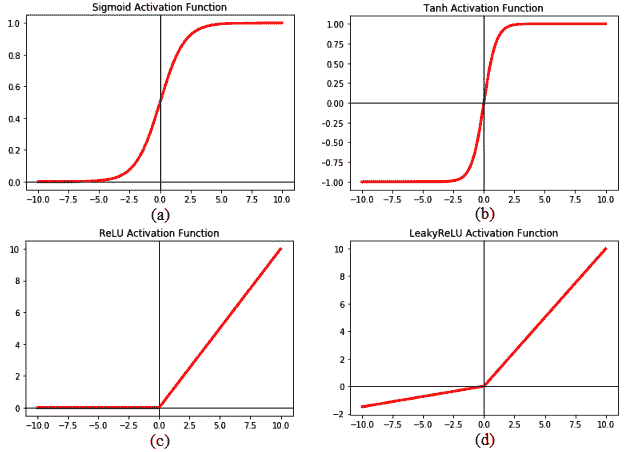 Sigmoid Activation Function
1.0
0.8
0.6
0.4
0.2
0.0
−10.0 −7.5 −5.0 −2.5 0.0 2.5 5.0 7.5 10.0
(a)
Tanh Activation Function
1.00
0.75
0.50
0.25
0.00
−0.25
−0.50
−0.75
−1.00
−10.0 −7.5 −5.0 −2.5 0.0 2.5 5.0 7.5 10.0
(b)
ReLU Activation Function
10
8
6
4
2
0
−10.0 −7.5 −5.0 −2.5 0.0 2.5 5.0 7.5 10.0
(c)
LeakyReLU Activation Function
10
8
6
4
2
0
−2
−10.0 −7.5 −5.0 −2.5 0.0 2.5 5.0 7.5 10.0
(d)